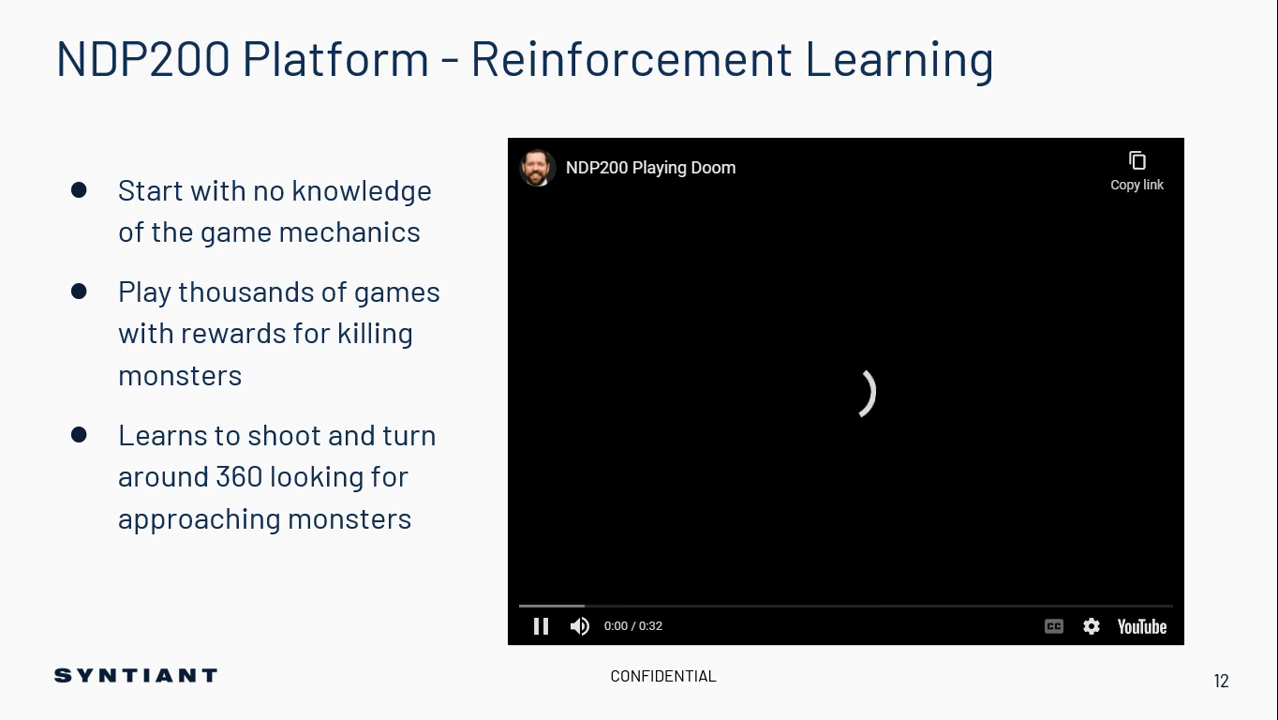 NDP200 Platform - Reinforcement Learning
● Start with no knowledge
of the game mechanics
● Play thousands of games
with rewards for killing
monsters
● Learns to shoot and turn
around 360 looking for
approaching monsters
NDP200 Playing Doom
Copy link
0:00 / 0:32
CC
YouTube
SYNTIANT
CONFIDENTIAL
12